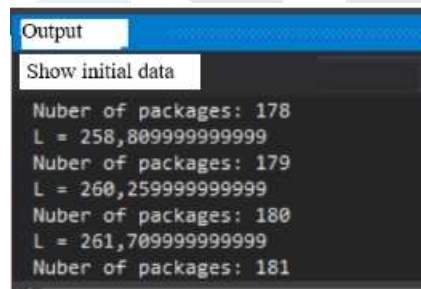 Output
Show initial data
Nuber of packages: 178
L = 258,809999999999
Nuber of packages: 179
L = 260,259999999999
Nuber of packages: 180
L = 261,709999999999
Nuber of packages: 181